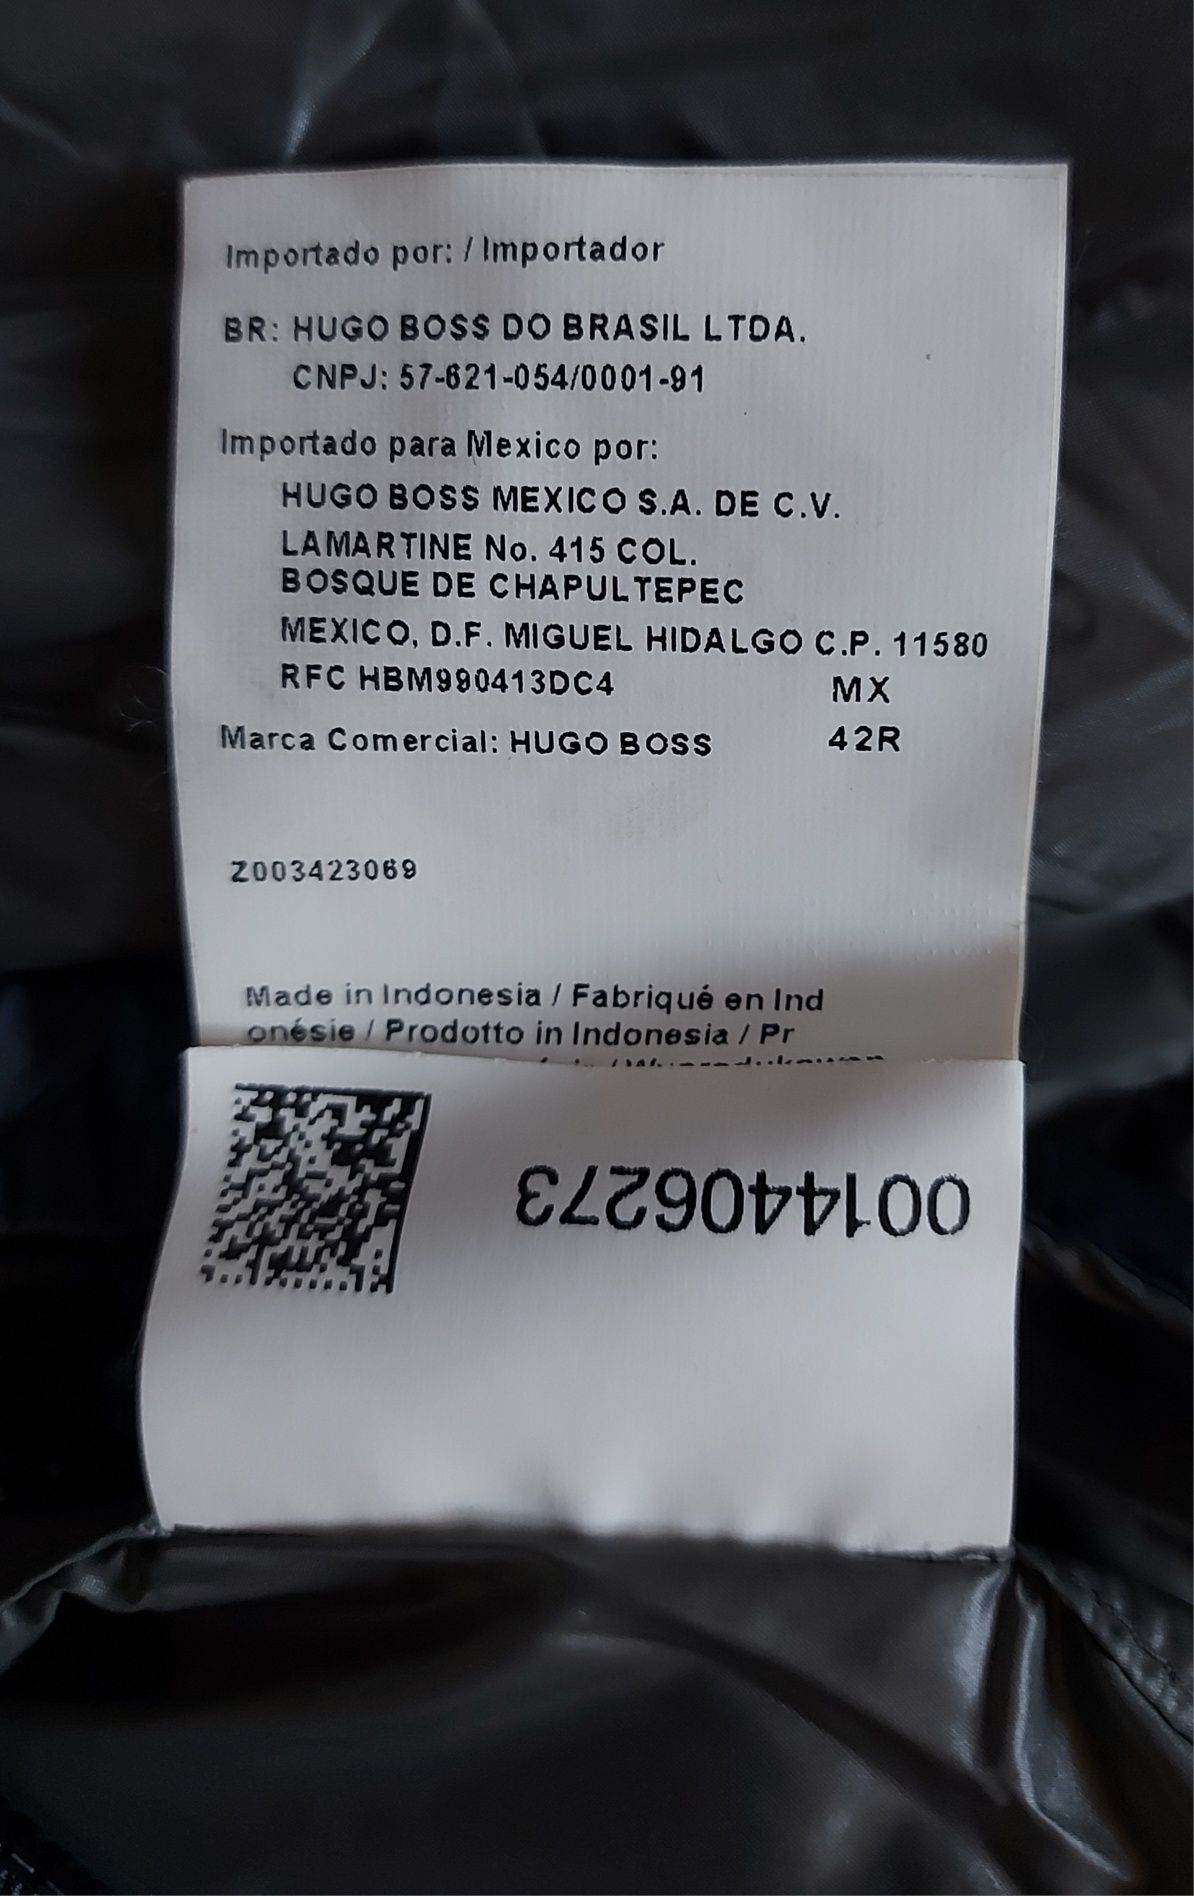 Importado por: / Importador
BR: HUGO BOSS DO BRASIL LTDA.
CNPJ: 57-621-054/0001-91
Importado para Mexico por:
HUGO BOSS MEXICO S.A. DE C.V.
LAMARTINE No. 415 COL.
BOSQUE DE CHAPULTEPEC
MEXICO, D.F. MIGUEL HIDALGO C.P. 11580
RFC HBM990413DC4 MX
Marca Comercial: HUGO BOSS 42R
Z003423069
Made in Indonesia / Fabriqué en Ind
onésie / Prodotto in Indonesia / Pr
0014406273